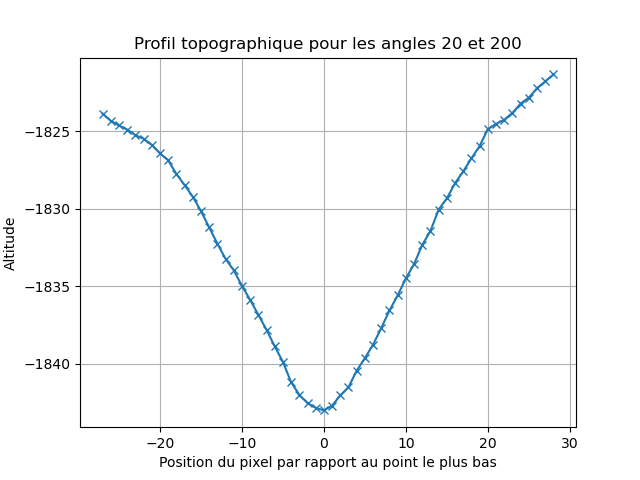 Profil topographique pour les angles 20 et 200
Altitude
−1825
−1830
−1835
−1840
−20 −10 0 10 20 30
Position du pixel par rapport au point le plus bas